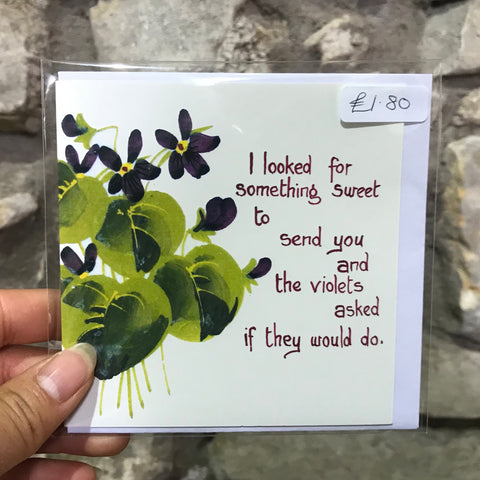 £1.80
I looked for
something sweet
to
send you
and
the violets
asked
if they would do.